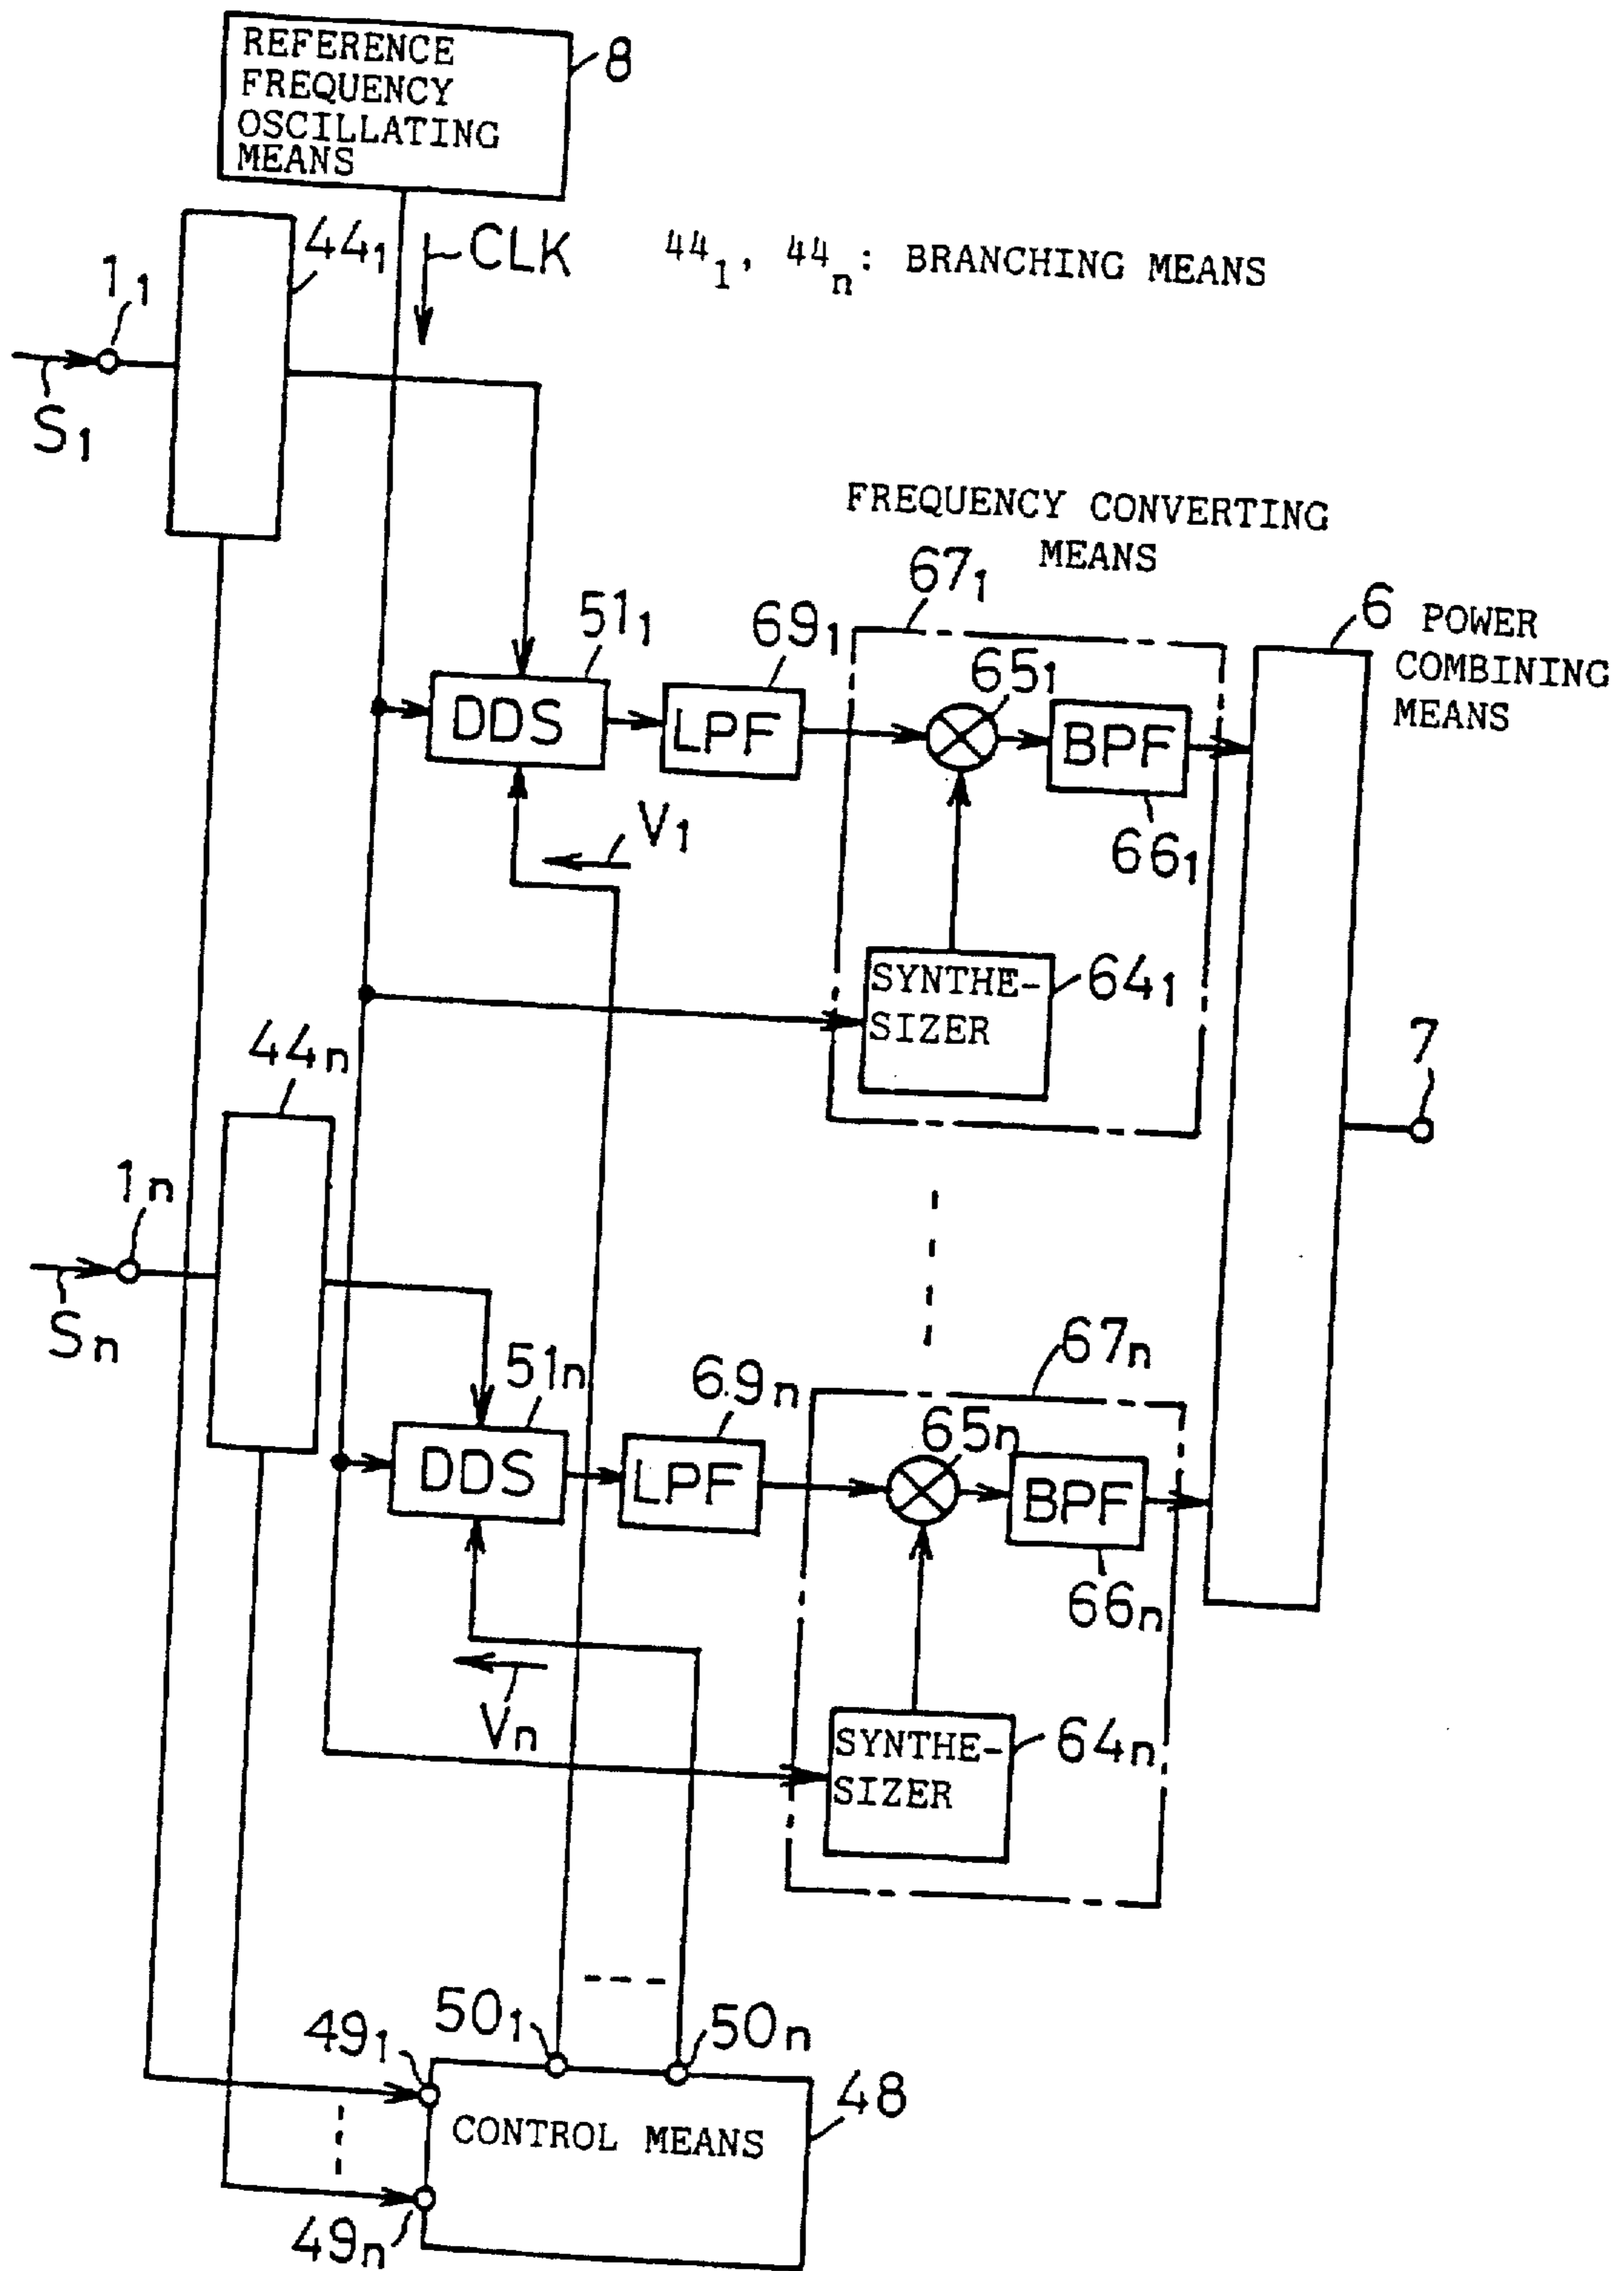 REFERENCE
FREQUENCY
OSCILLATING
MEANS
8
44₁
CLK
44₁, 44ₙ: BRANCHING MEANS
1₁
S₁
FREQUENCY CONVERTING
MEANS
67₁
6 POWER
COMBINING
MEANS
51₁
69₁
65₁
DDS
LPF
BPF
V₁
66₁
SYNTHE-
SIZER
64₁
44ₙ
7
1ₙ
Sₙ
67ₙ
51ₙ
69ₙ
65ₙ
DDS
LPF
BPF
66ₙ
Vₙ
SYNTHE-
SIZER
64ₙ
50₁
50ₙ
49₁
48
CONTROL MEANS
49ₙ